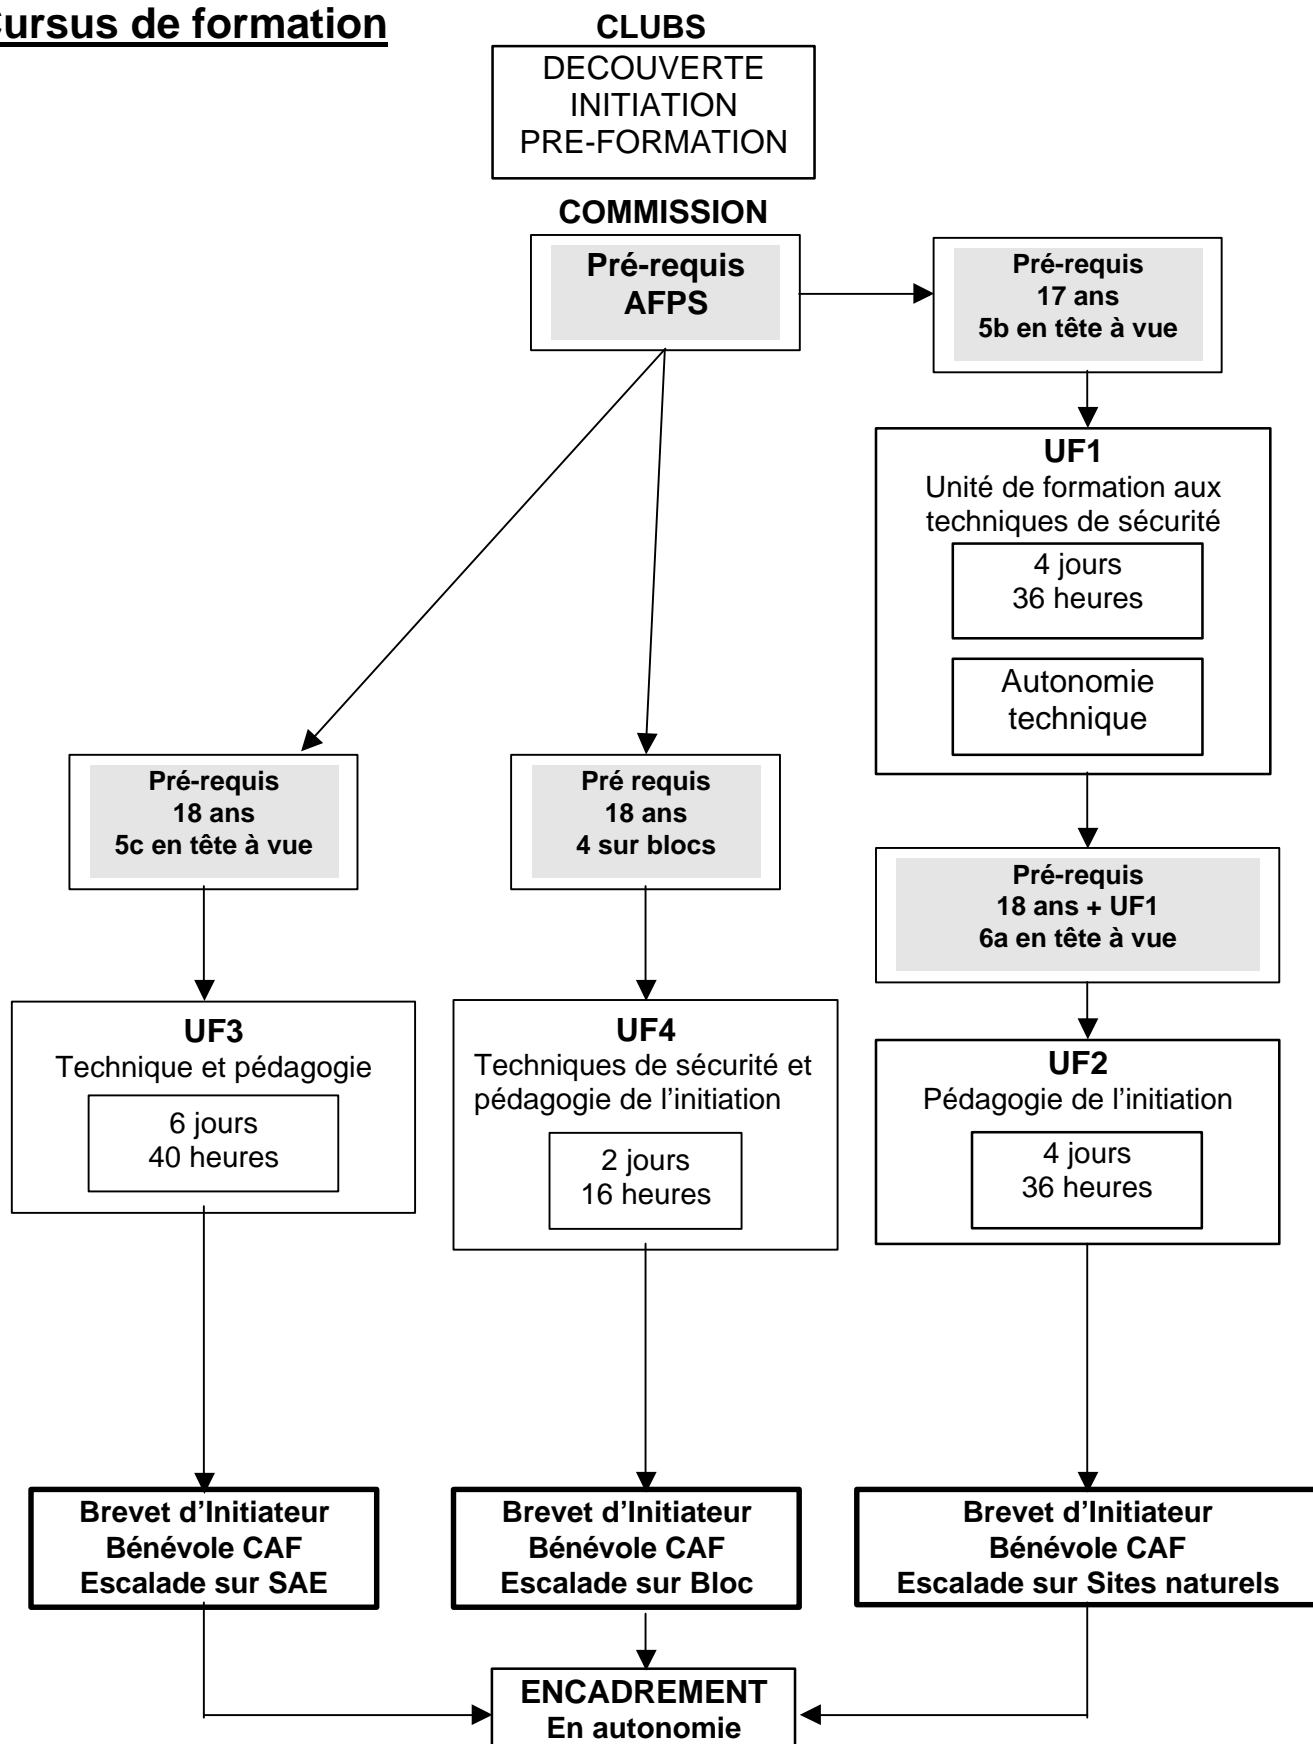 Cursus de formation
CLUBS
DECOUVERTE
INITIATION
PRE-FORMATION
COMMISSION
Pré-requis
AFPS
Pré-requis
17 ans
5b en tête à vue
UF1
Unité de formation aux
techniques de sécurité
4 jours
36 heures
Autonomie
technique
Pré-requis
18 ans
5c en tête à vue
Pré requis
18 ans
4 sur blocs
Pré-requis
18 ans + UF1
6a en tête à vue
UF3
Technique et pédagogie
6 jours
40 heures
UF4
Techniques de sécurité et
pédagogie de l’initiation
2 jours
16 heures
UF2
Pédagogie de l’initiation
4 jours
36 heures
Brevet d’Initiateur
Bénévole CAF
Escalade sur SAE
Brevet d’Initiateur
Bénévole CAF
Escalade sur Bloc
Brevet d’Initiateur
Bénévole CAF
Escalade sur Sites naturels
ENCADREMENT
En autonomie